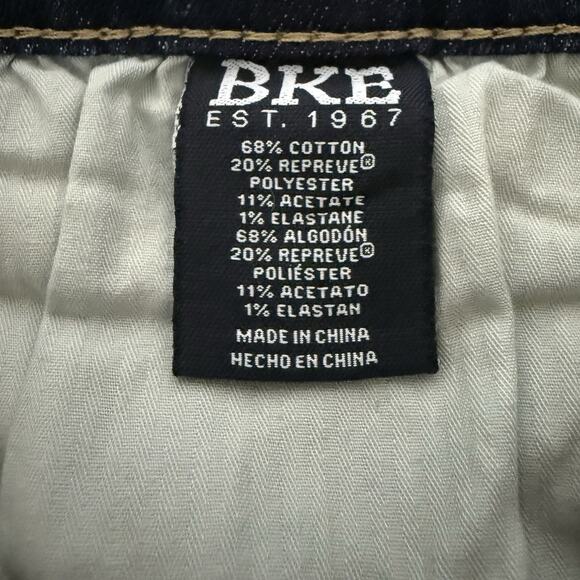 BKE
EST. 1967
68% COTTON
20% REPREVE®
POLYESTER
11% ACETATE
1% ELASTANE
68% ALGODÓN
20% REPREVE®
POLIÉSTER
11% ACETATO
1% ELASTAN
MADE IN CHINA
HECHO EN CHINA